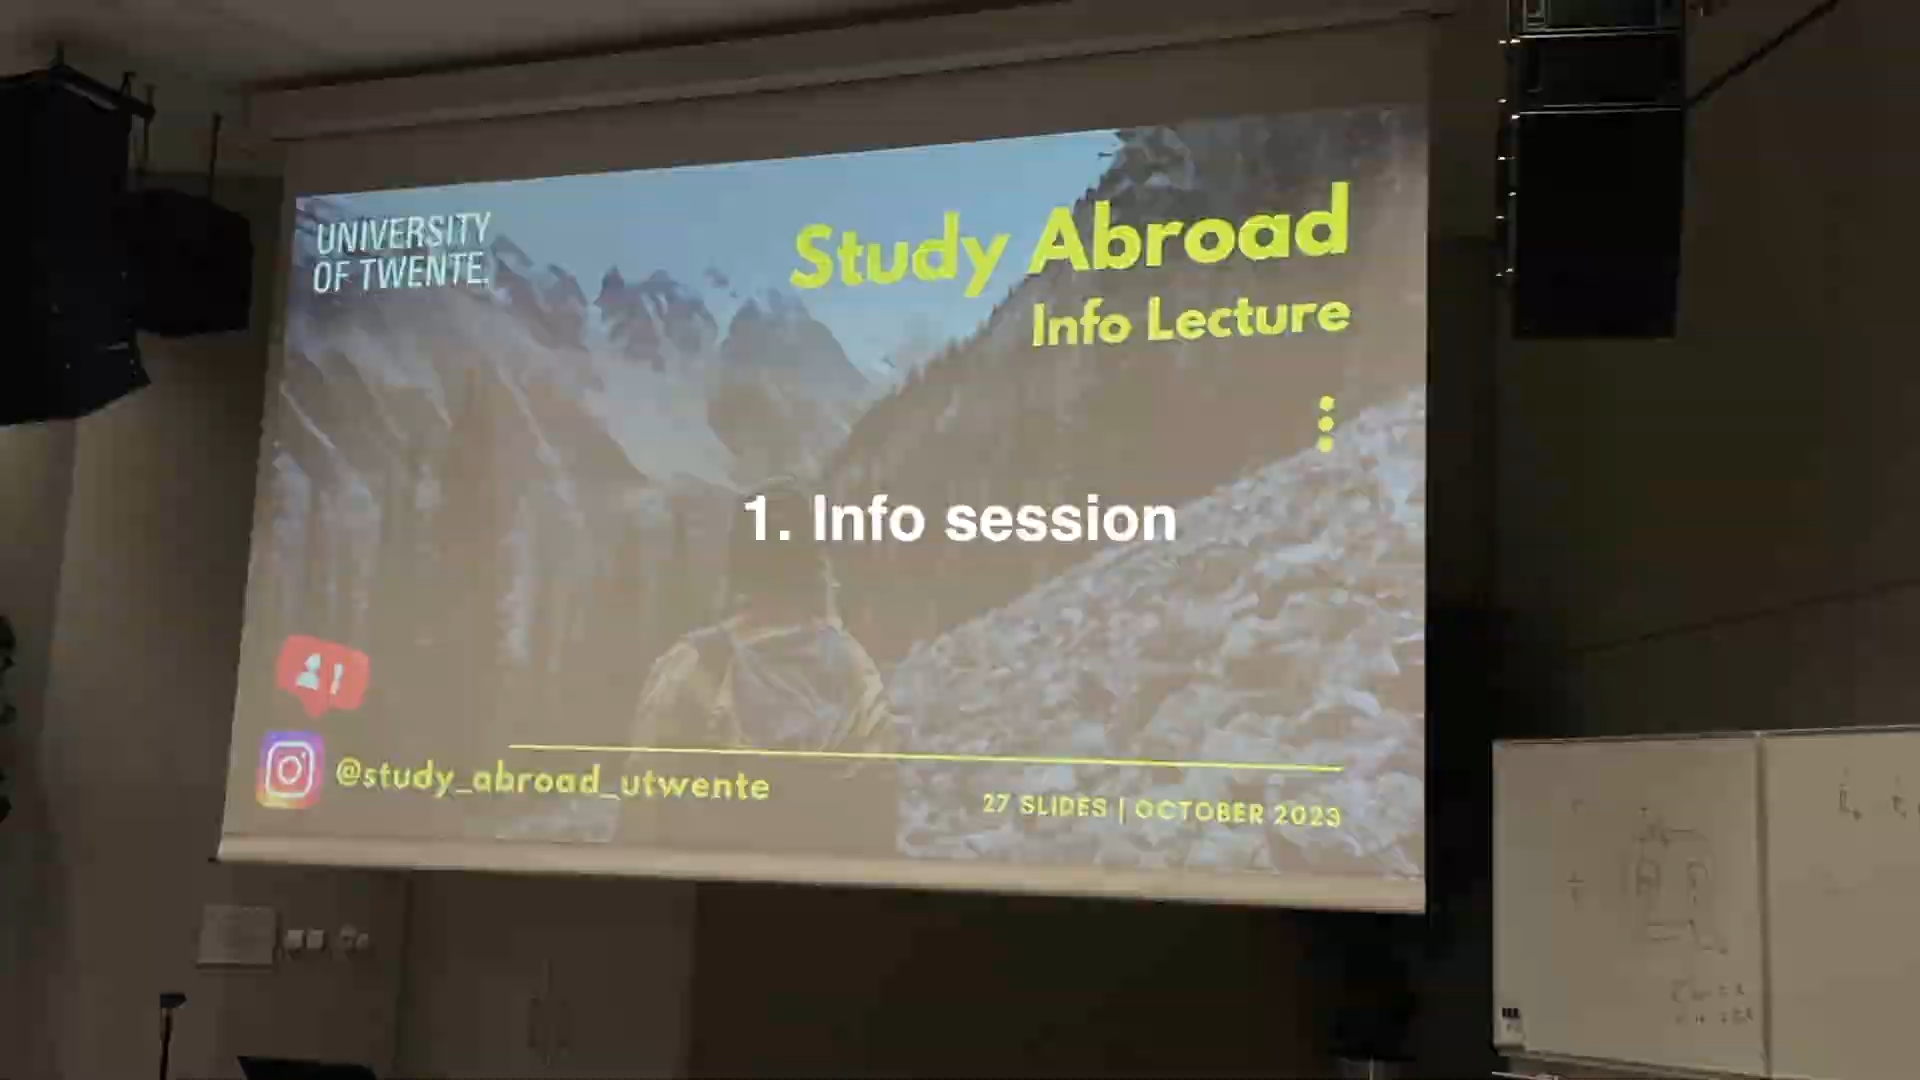 UNIVERSITY
OF TWENTE.
Study Abroad
Info Lecture
1. Info session
@study_abroad_utwente
27 SLIDES | OCTOBER 2023